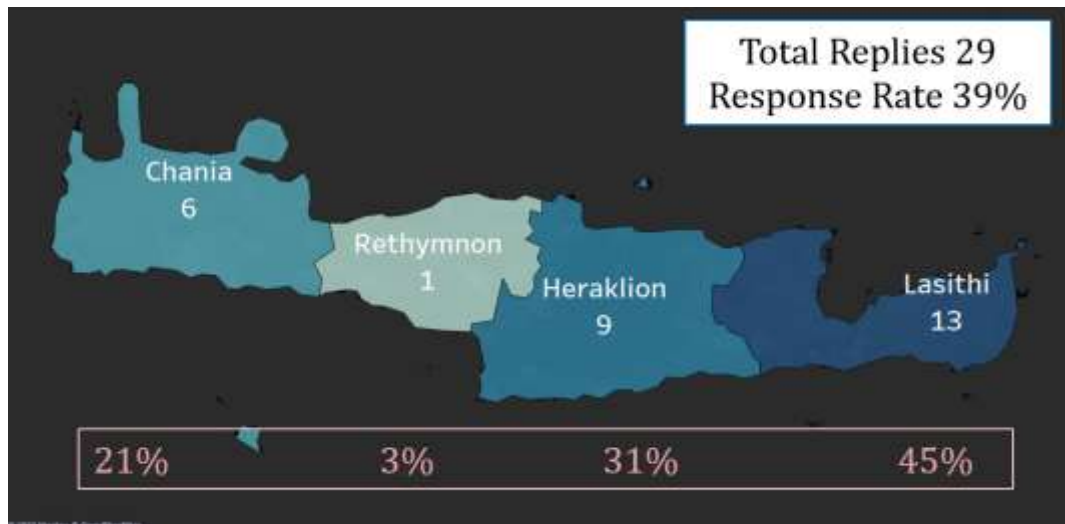 Total Replies 29
Response Rate 39%
Chania
6
Rethymnon
1
Heraklion
9
Lasithi
13
21% 3% 31% 45%